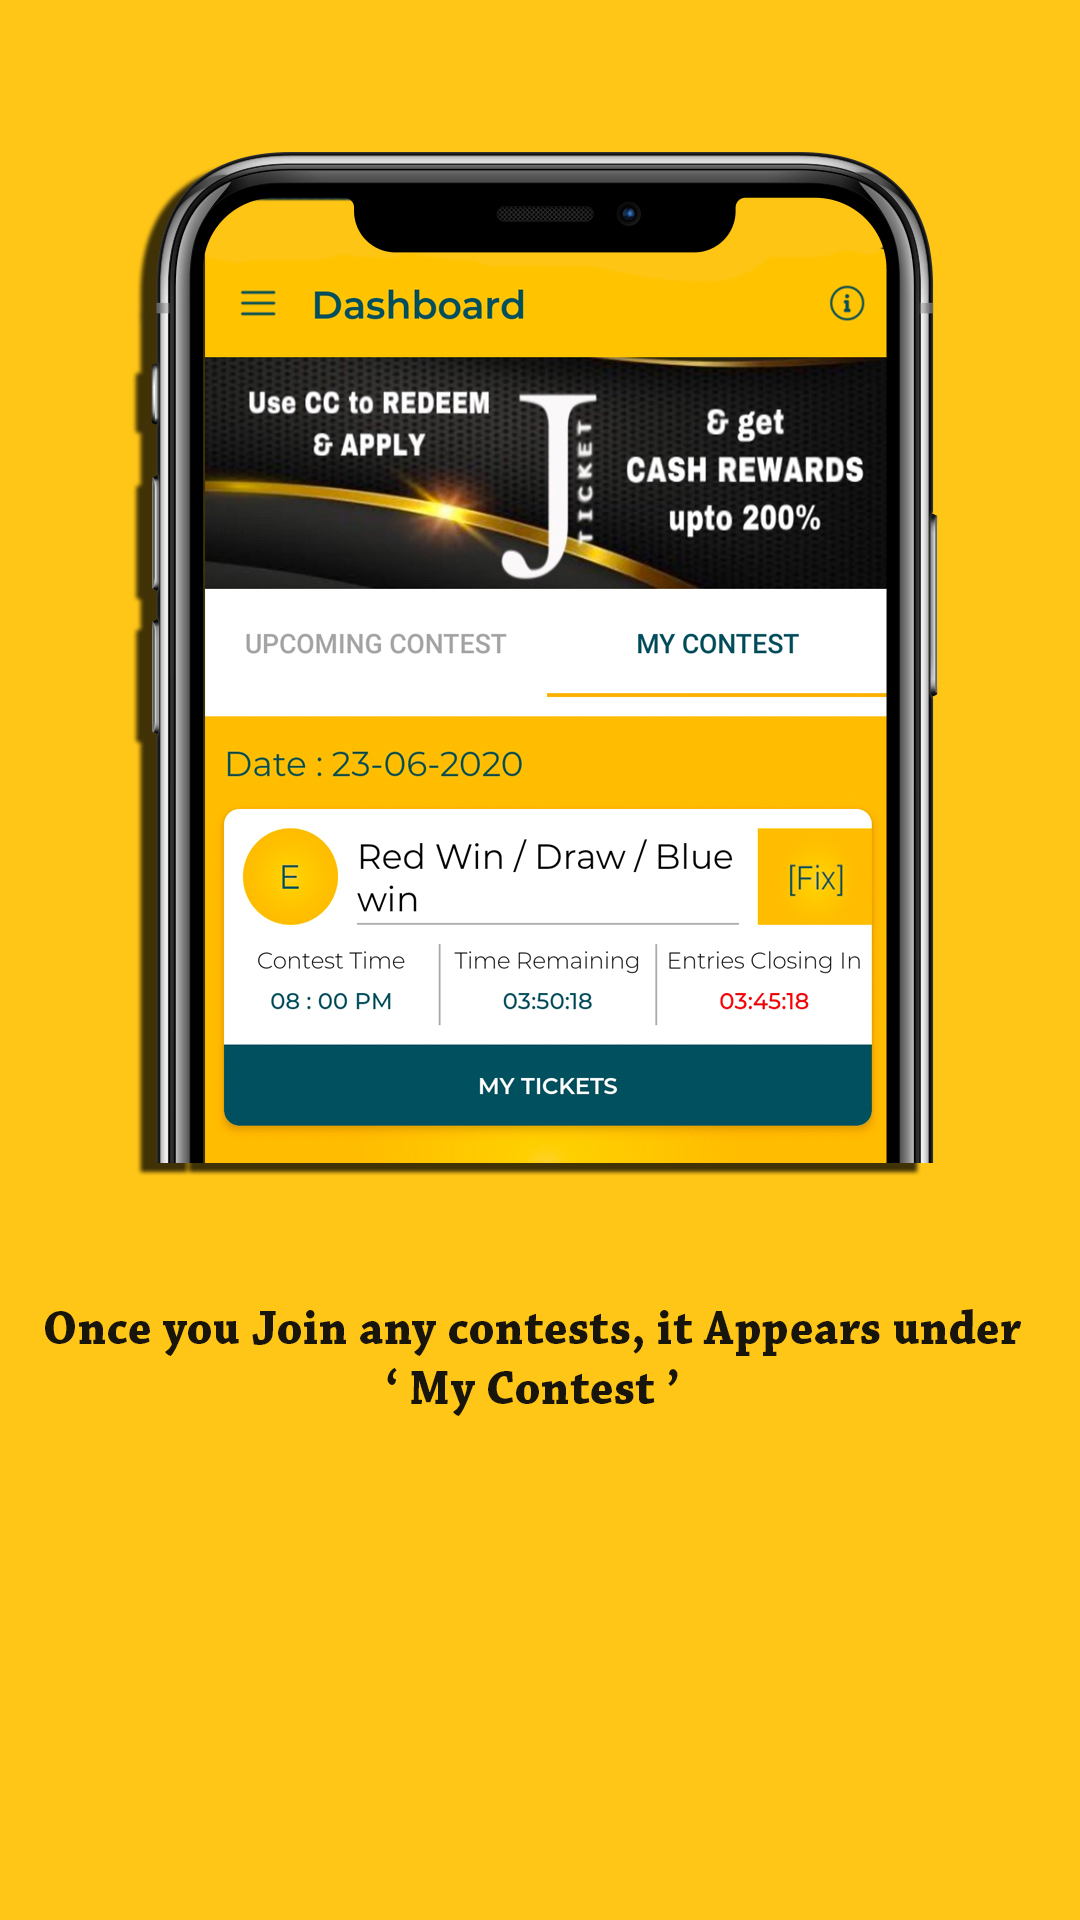 Dashboard
Use CC to REDEEM
& APPLY
J
TICKET
& get
CASH REWARDS
upto 200%
UPCOMING CONTEST
MY CONTEST
Date : 23-06-2020
E
Red Win / Draw / Blue
win
[Fix]
Contest Time
08 : 00 PM
Time Remaining
03:50:18
Entries Closing In
03:45:18
MY TICKETS
Once you Join any contests, it Appears under
‘ My Contest ’